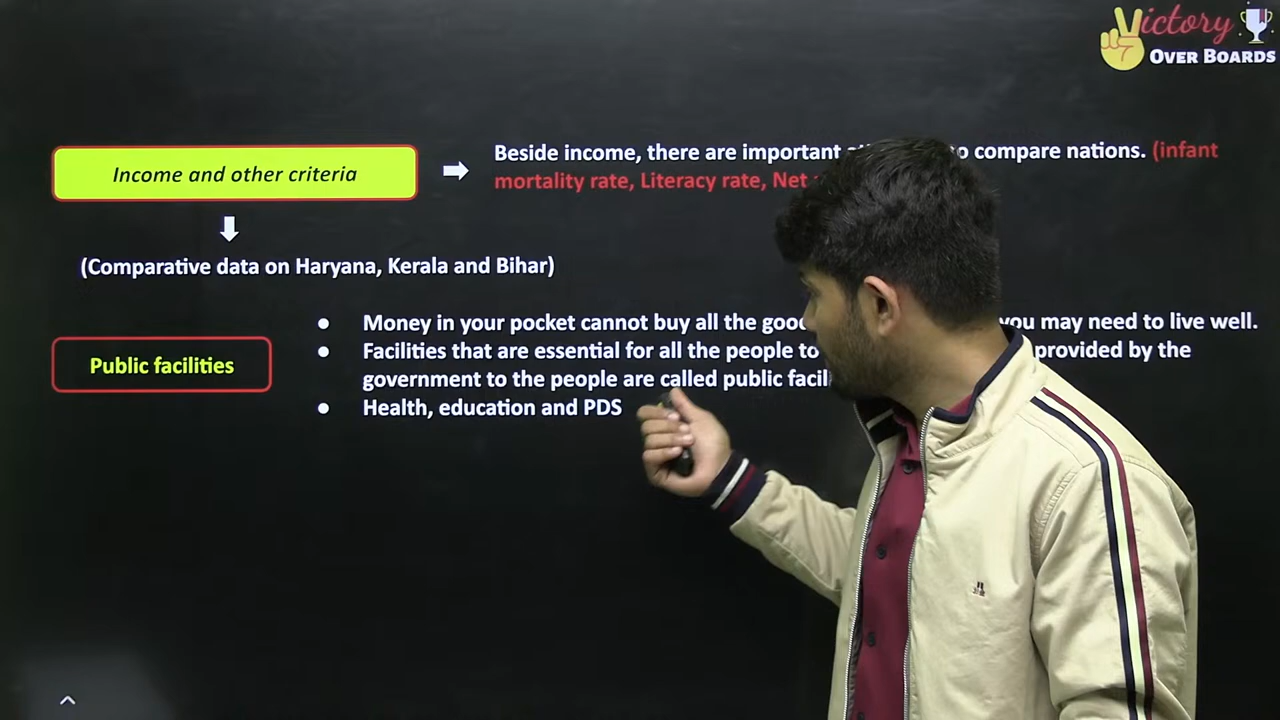 Victory
OVER BOARDS
Income and other criteria
Beside income, there are important to compare nations. (infant
mortality rate, Literacy rate, Net
(Comparative data on Haryana, Kerala and Bihar)
Public facilities
● Money in your pocket cannot buy all the you may need to live well.
● Facilities that are essential for all the people to provided by the
government to the people are called public
● Health, education and PDS